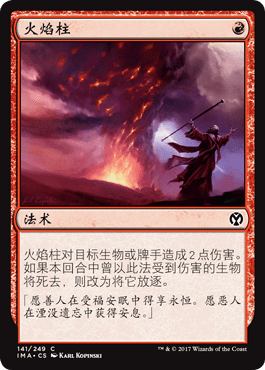 火焰柱
法术
火焰柱对目标生物或牌手造成2点伤害。
如果本回合中曾以此法受到伤害的生物
将死去，则改为将它放逐。
「愿善人在受福安眠中得享永恒。愿恶人
在湮没遗忘中获得安息。」
141/249 C
IMA • CS Karl Kopinski
™ & © 2017 Wizards of the Coast